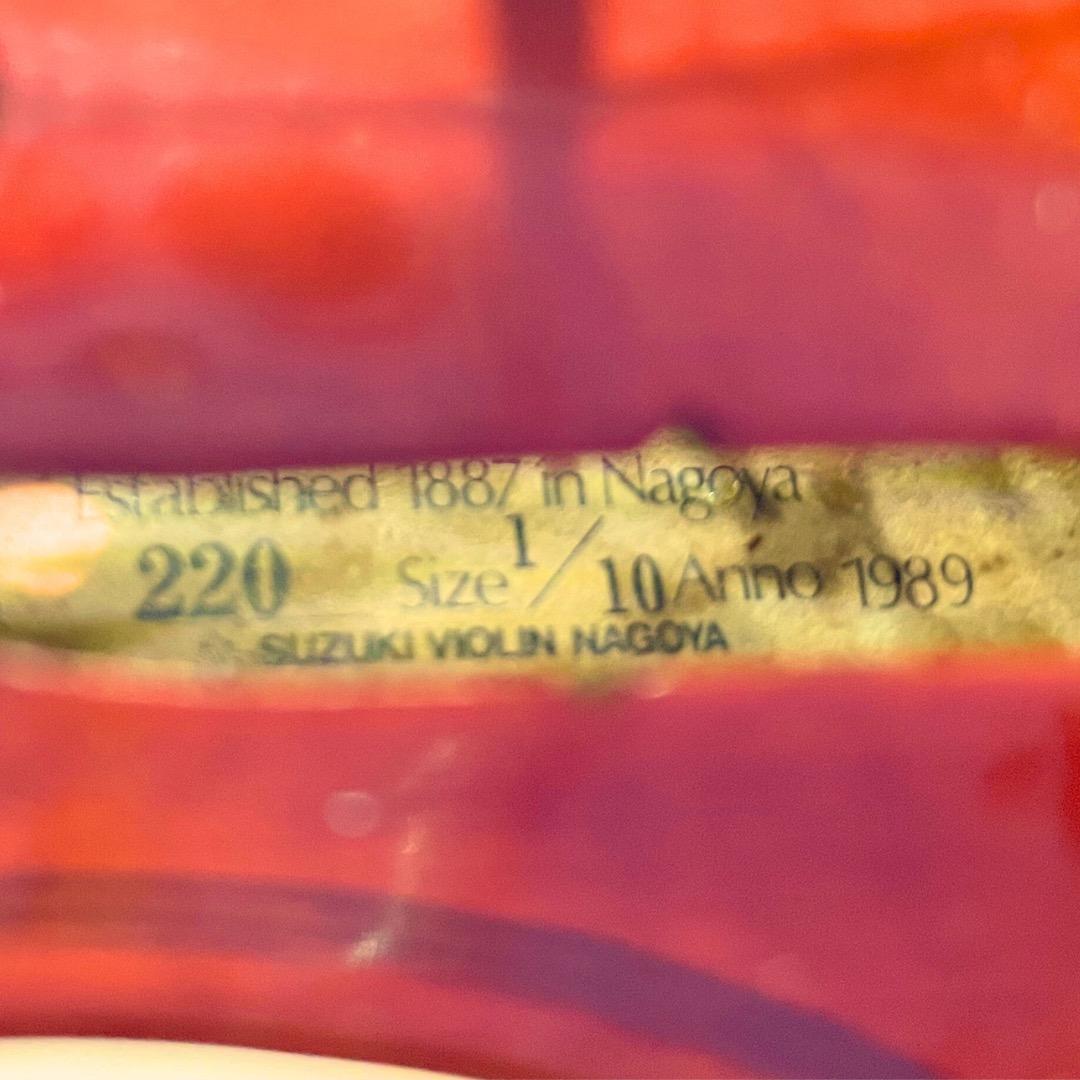 Established 1887 in Nagoya
220 Size 1/10 Anno 1989
SUZUKI VIOLIN NAGOYA